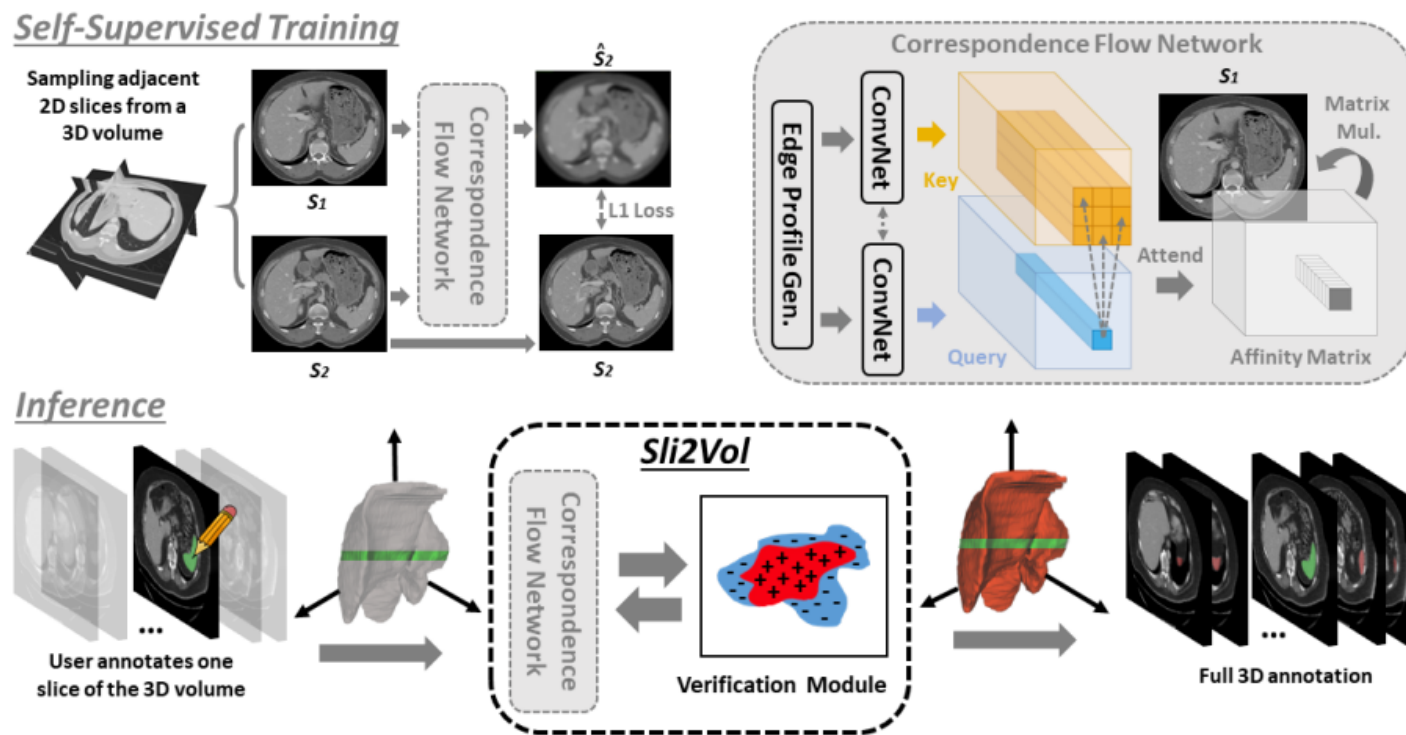 Self-Supervised Training
Sampling adjacent
2D slices from a
3D volume
S1
S2
Correspondence
Flow Network
Ŝ2
L1 Loss
S2
Correspondence Flow Network
Edge Profile Gen.
ConvNet
ConvNet
Key
Query
Attend
S1
Matrix
Mul.
Affinity Matrix
Inference
...
User annotates one
slice of the 3D volume
Sli2Vol
Correspondence
Flow Network
Verification Module
...
Full 3D annotation